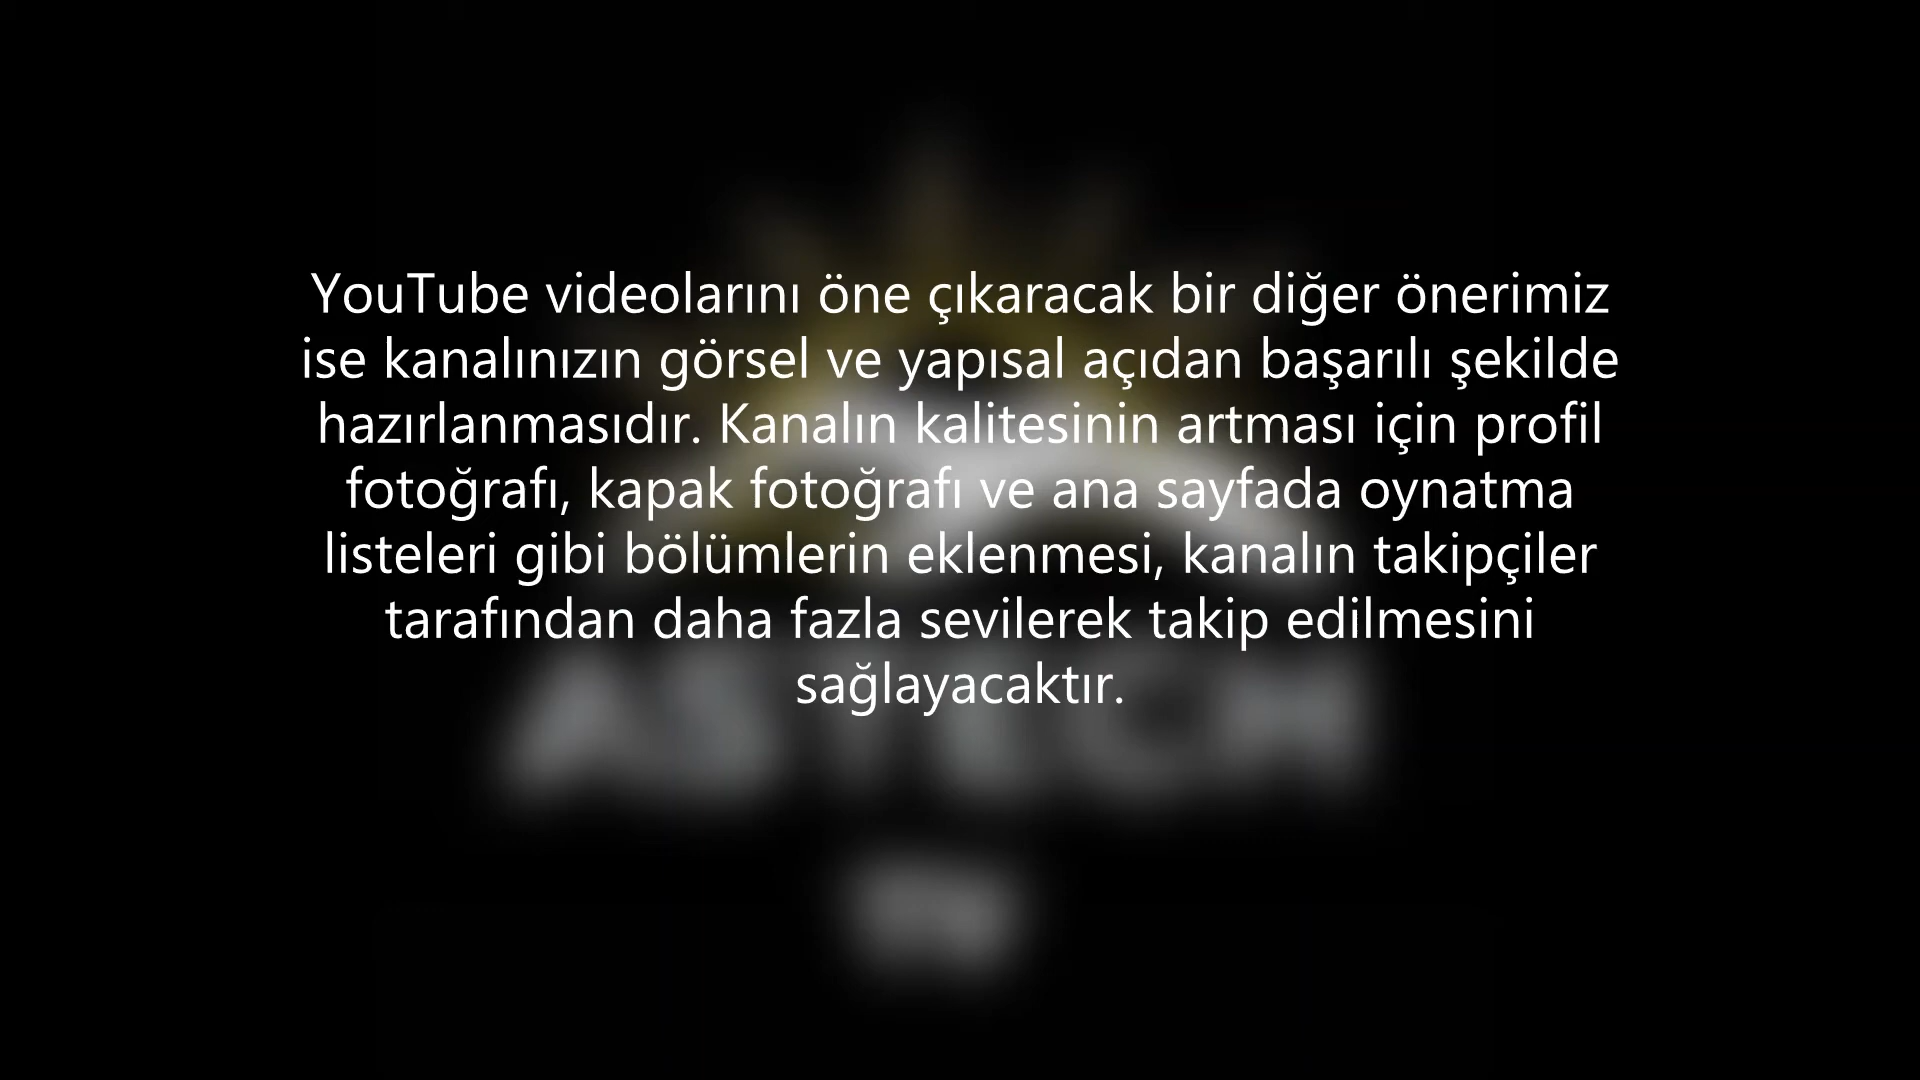 YouTube videolarını öne çıkaracak bir diğer önerimiz
ise kanalınızın görsel ve yapısal açıdan başarılı şekilde
hazırlanmasıdır. Kanalın kalitesinin artması için profil
fotoğrafı, kapak fotoğrafı ve ana sayfada oynatma
listeleri gibi bölümlerin eklenmesi, kanalın takipçiler
tarafından daha fazla sevilerek takip edilmesini
sağlayacaktır.